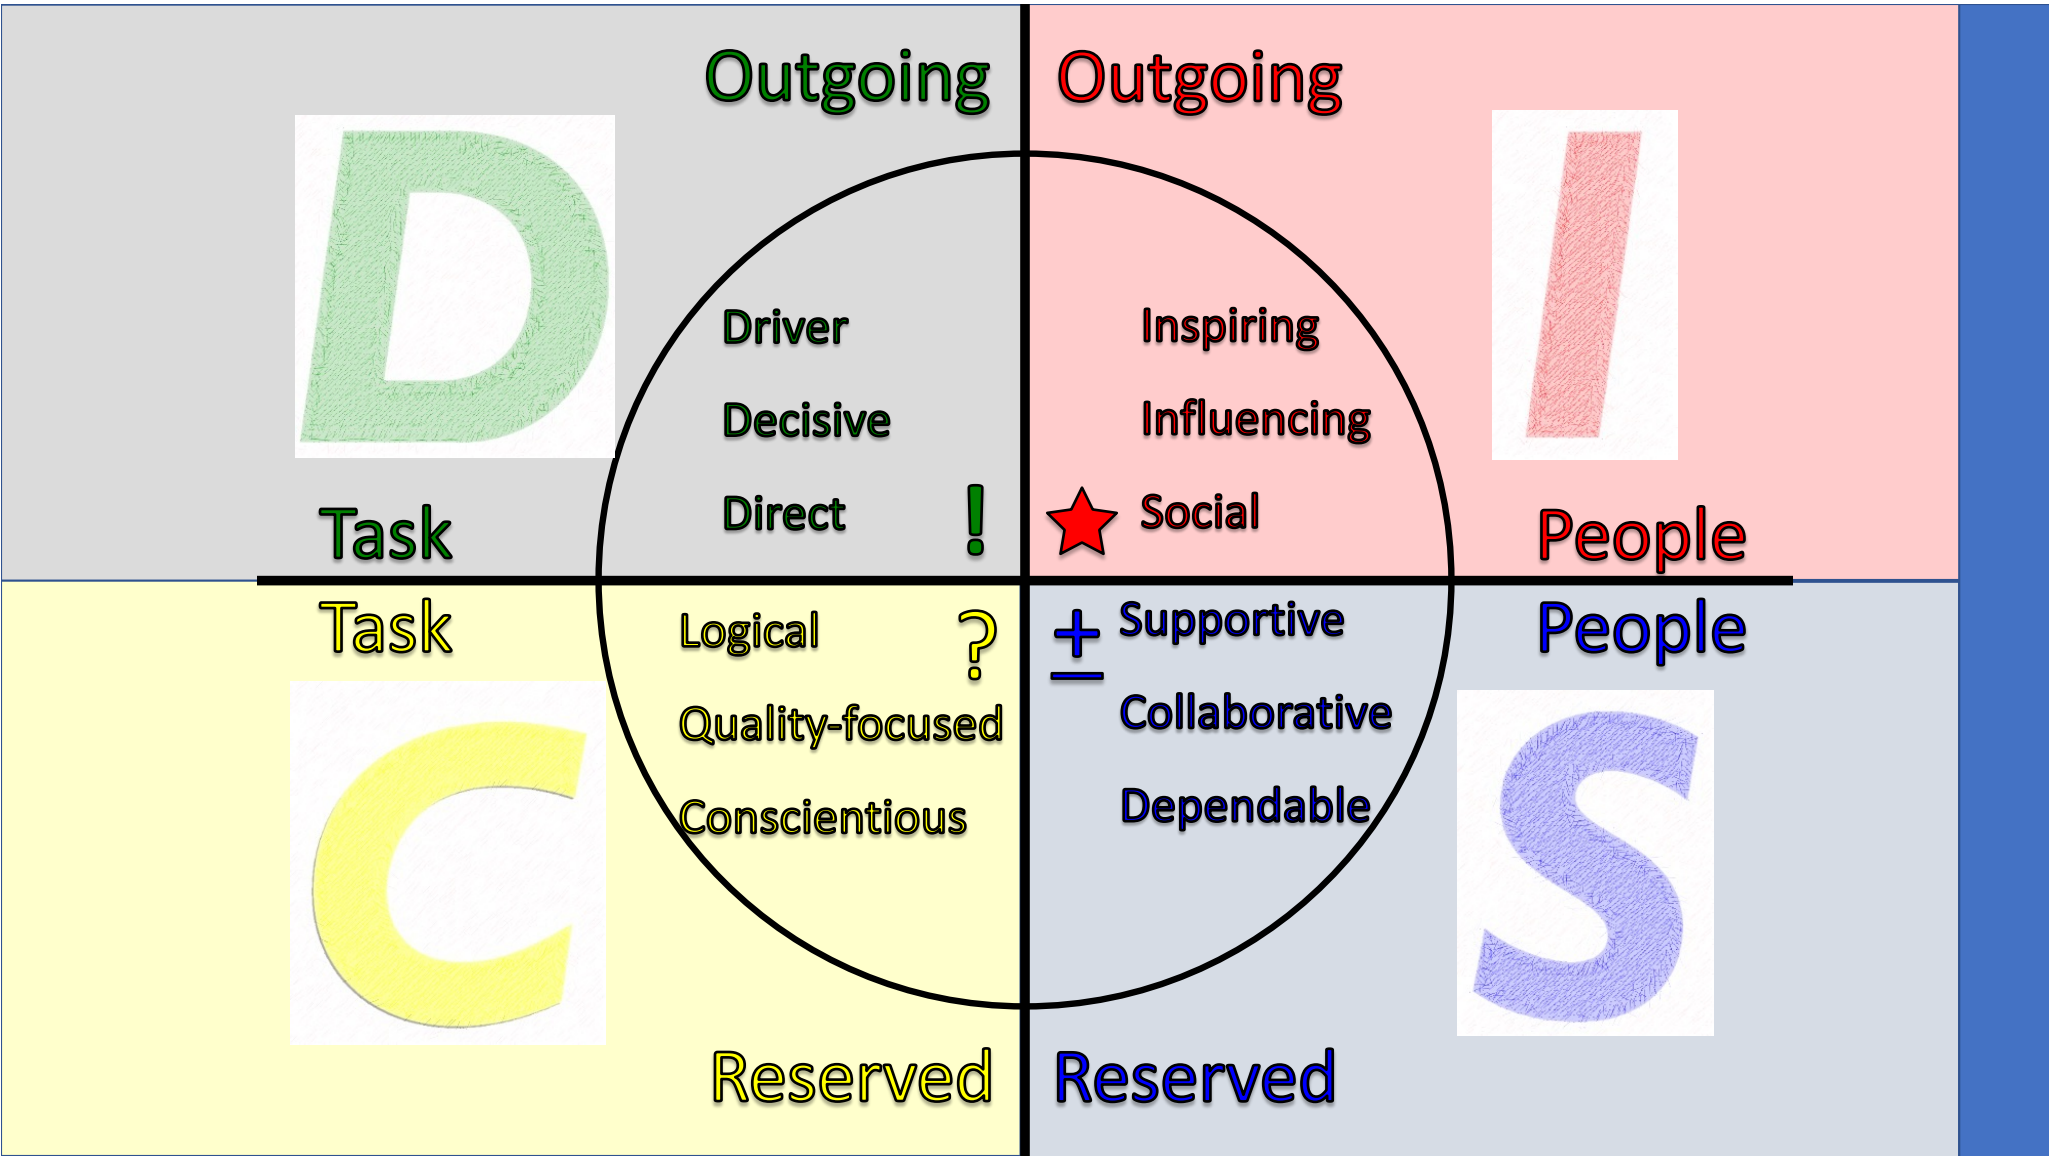 Outgoing
D
Driver
Decisive
Direct
!
Task
Outgoing
I
Inspiring
Influencing
Social
People
Task
Logical
?
Quality-focused
Conscientious
C
Reserved
+
Supportive
People
Collaborative
Dependable
S
Reserved